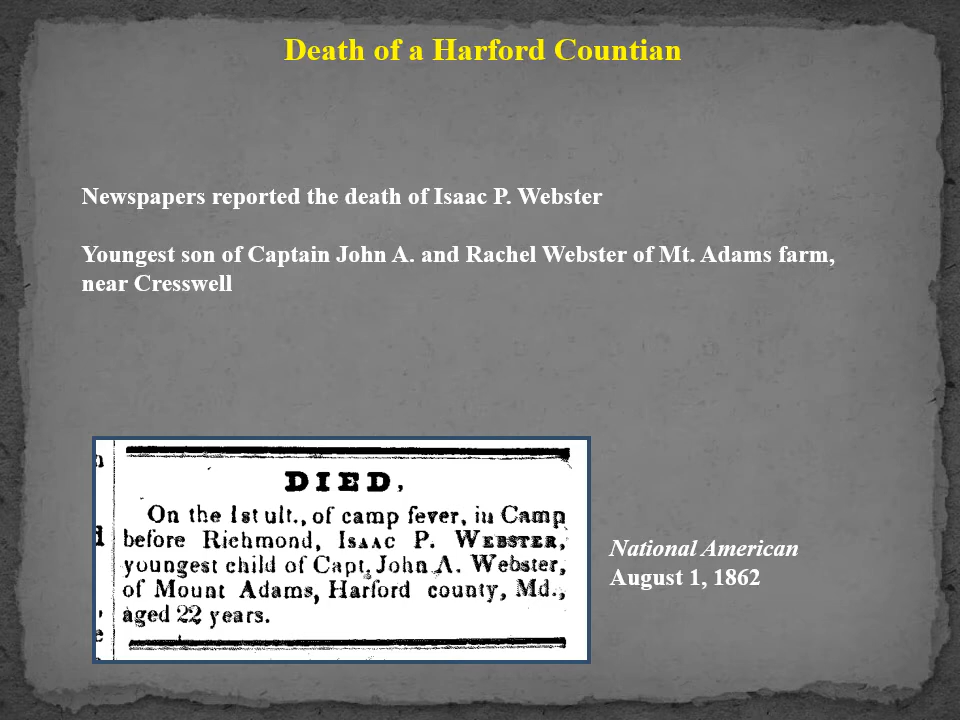 Death of a Harford Countian
Newspapers reported the death of Isaac P. Webster
Youngest son of Captain John A. and Rachel Webster of Mt. Adams farm,
near Cresswell
DIED,
On the 1st ult., of camp fever, in Camp
before Richmond, ISAAC P. WEBSTER,
youngest child of Capt. John A. Webster,
of Mount Adams, Harford county, Md.,
aged 22 years.
National American
August 1, 1862